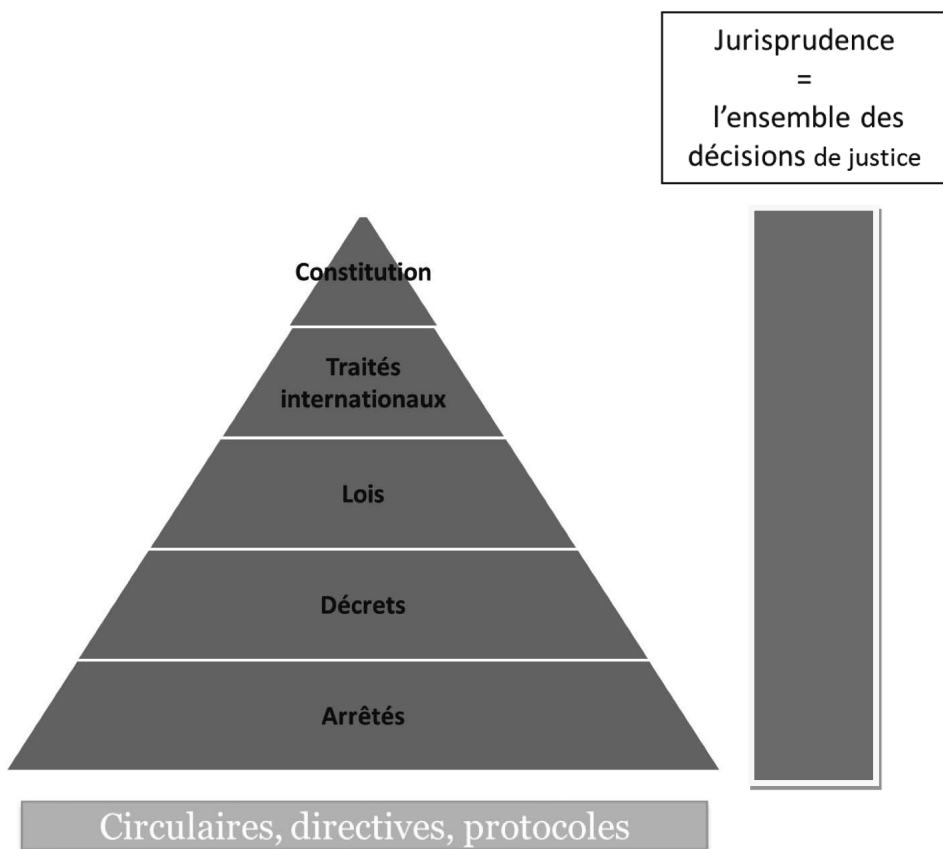 Jurisprudence
=
l’ensemble des
décisions de justice
Constitution
Traités
internationaux
Lois
Décrets
Arrêtés
Circulaires, directives, protocoles